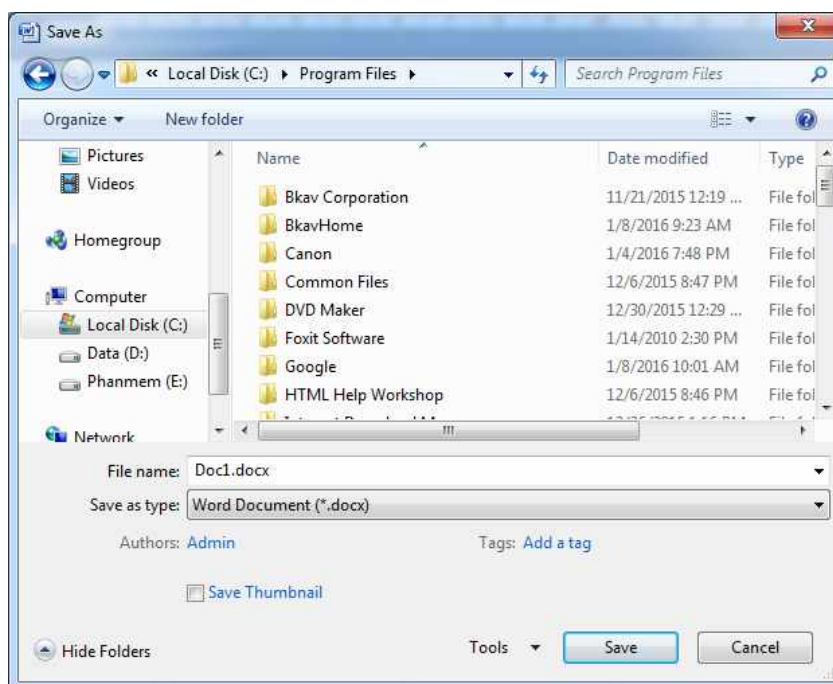 Save As
« Local Disk (C:) Program Files Search Program Files
Organize New folder
Name Date modified Type
Pictures
Videos
Homegroup
Computer
Local Disk (C:)
Data (D:)
Phanmem (E:)
Network
Bkav Corporation 11/21/2015 12:19 ... File fol
BkavHome 1/8/2016 9:23 AM File fol
Canon 1/4/2016 7:48 PM File fol
Common Files 12/6/2015 8:47 PM File fol
DVD Maker 12/30/2015 12:29 ... File fol
Foxit Software 1/14/2010 2:30 PM File fol
Google 1/8/2016 10:01 AM File fol
HTML Help Workshop 12/6/2015 8:46 PM File fol
File name: Doc1.docx
Save as type: Word Document (*.docx)
Authors: Admin Tags: Add a tag
Save Thumbnail
Hide Folders Tools Save Cancel